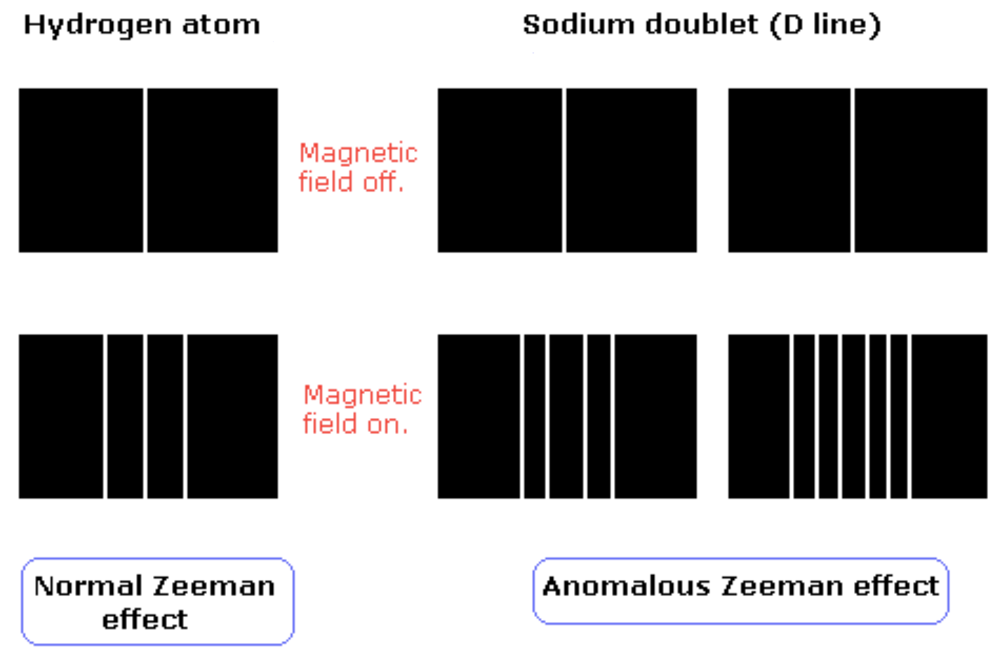 Hydrogen atom
Sodium doublet (D line)
Magnetic
field off.
Magnetic
field on.
Normal Zeeman
effect
Anomalous Zeeman effect